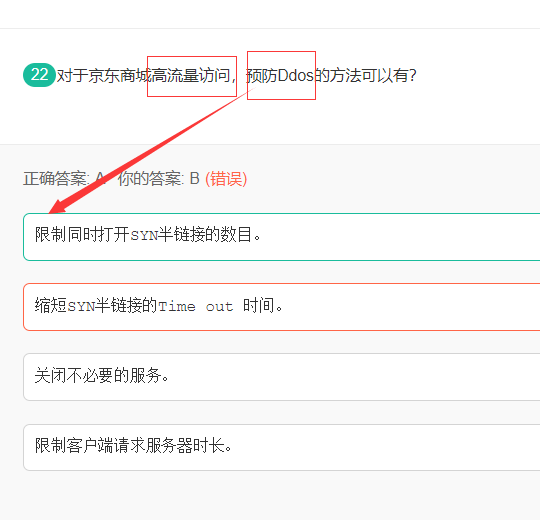 22 对于京东商城高流量访问，预防Ddos的方法可以有?
正确答案: A 你的答案: B (错误)
限制同时打开SYN半链接的数目。
缩短SYN半链接的Time out 时间。
关闭不必要的服务。
限制客户端请求服务器时长。